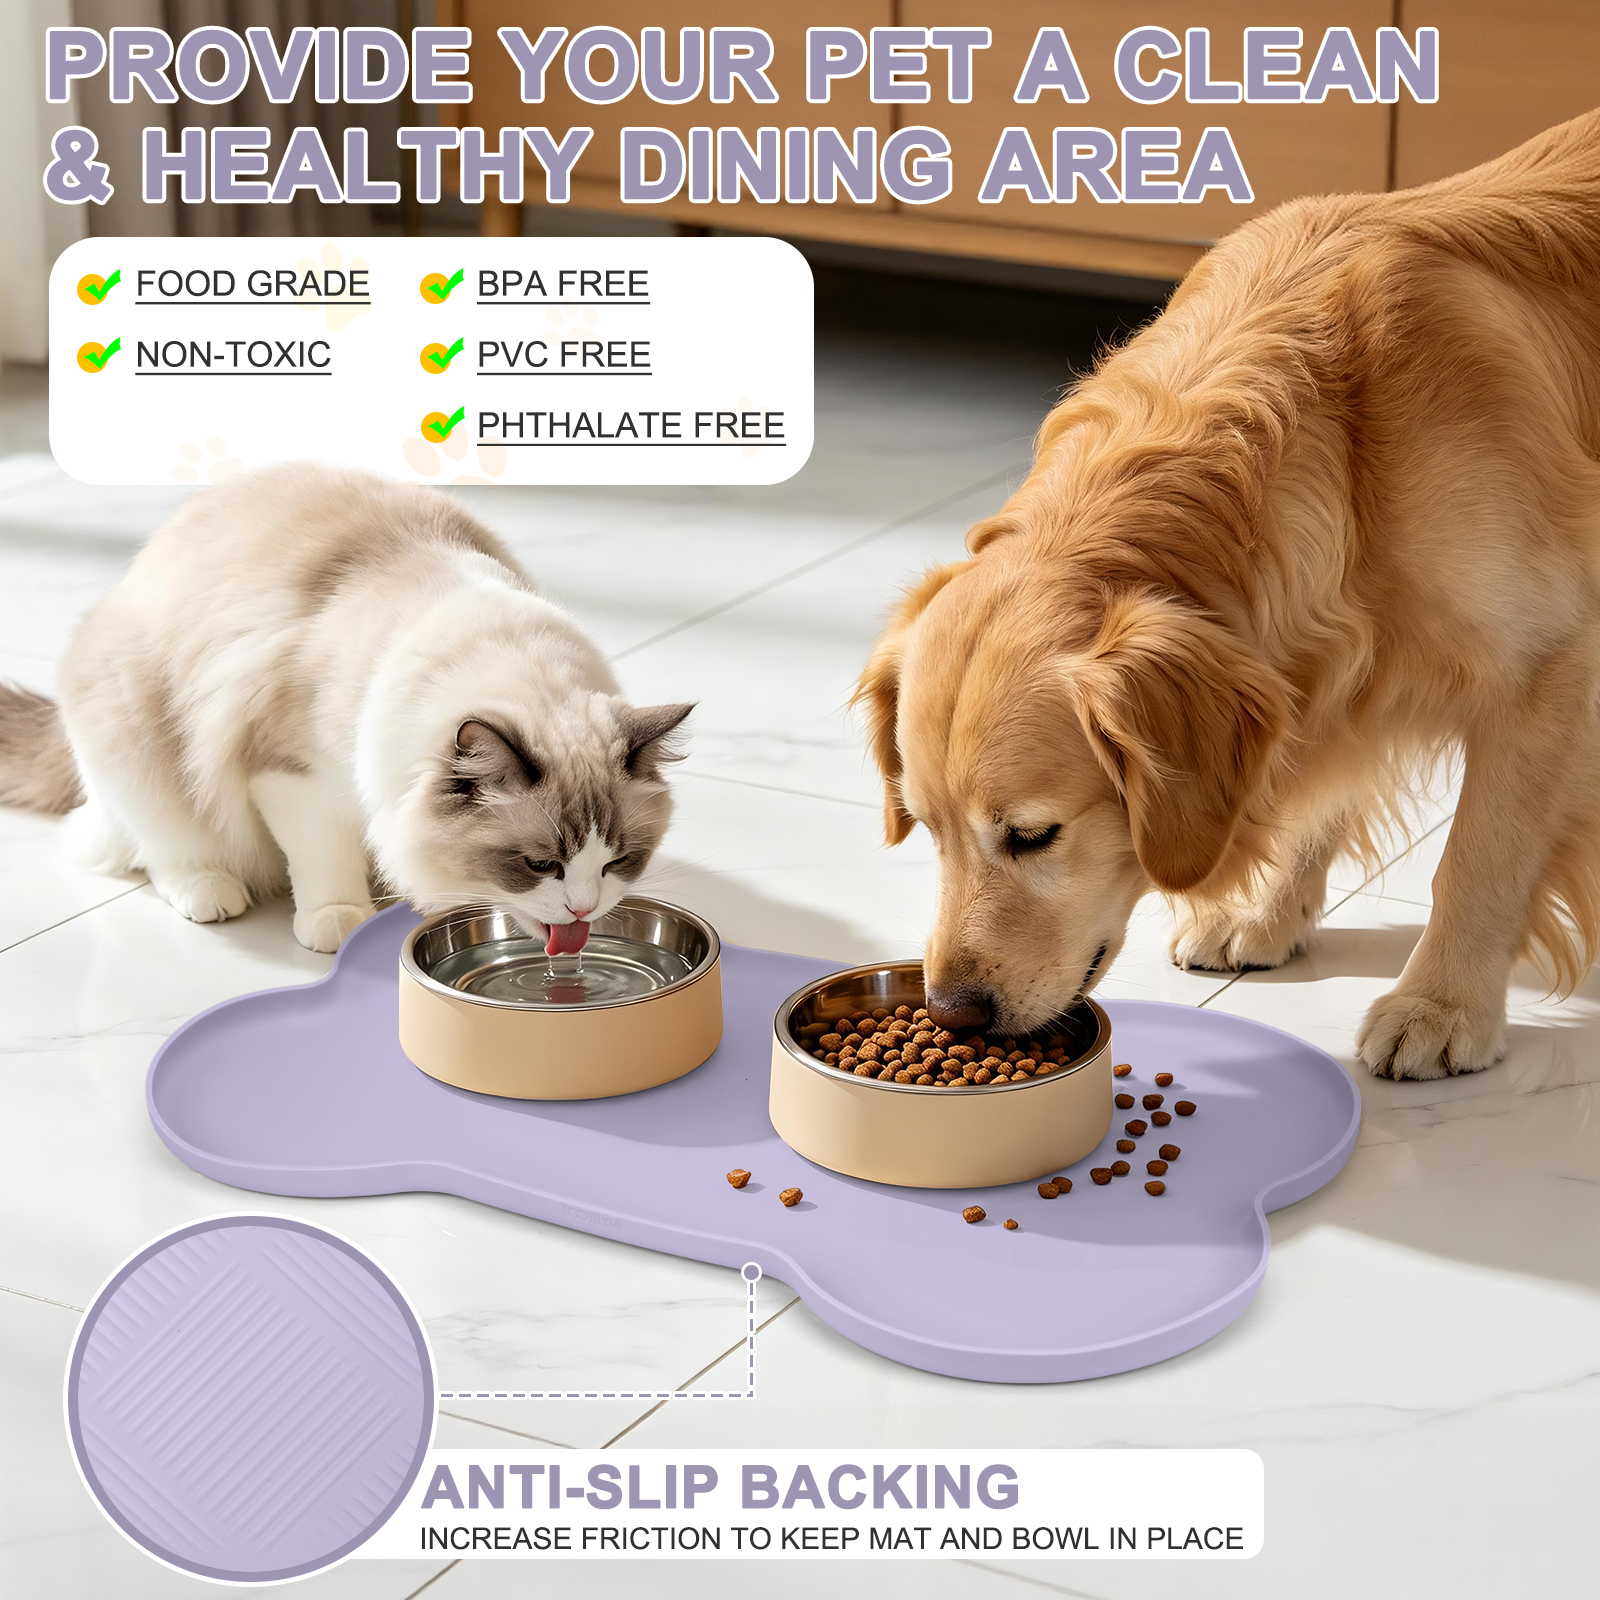 PROVIDE YOUR PET A CLEAN
& HEALTHY DINING AREA
FOOD GRADE
NON-TOXIC
BPA FREE
PVC FREE
PHTHALATE FREE
ANTI-SLIP BACKING
INCREASE FRICTION TO KEEP MAT AND BOWL IN PLACE